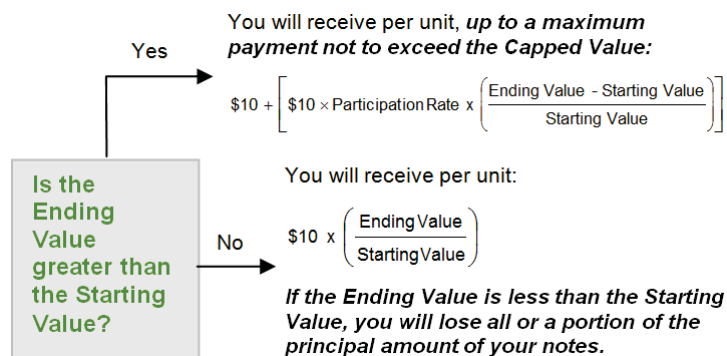 You will receive per unit, up to a maximum
payment not to exceed the Capped Value:
Yes
$10 + [ $10 × Participation Rate x ( Ending Value - Starting Value
Starting Value ) ]
Is the
Ending
Value
greater than
the Starting
Value?
You will receive per unit:
No
$10 x ( Ending Value
Starting Value )
If the Ending Value is less than the Starting
Value, you will lose all or a portion of the
principal amount of your notes.